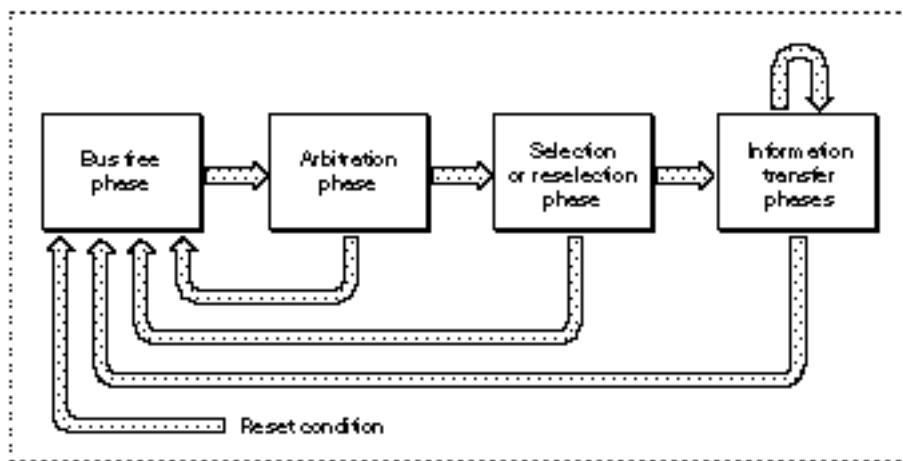 Bus free
phase
Arbitration
phase
Selection
or reselection
phase
Information
transfer
phases
Reset condition